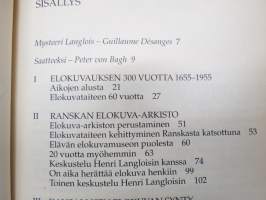 SISÄLLYS
Mysteeri Langlois – Guillaume Désanges 7
Saatteeksi – Peter von Bagh 9
I ELOKUVAUKSEN 300 VUOTTA 1655–1955
Aikojen alusta 21
Elokuvataiteen 60 vuotta 27
II RANSKAN ELOKUVA-ARKISTO
Elokuva-arkiston perustaminen 51
Elokuvataiteen kehittyminen Ranskasta katsottuna 53
Elävän elokuvamuseon puolesta 60
20 vuotta myöhemmin 63
Keskustelu Henri Langloisin kanssa 74
On aika herättää elokuva henkiin 99
Toinen keskustelu Henri Langloisin 102